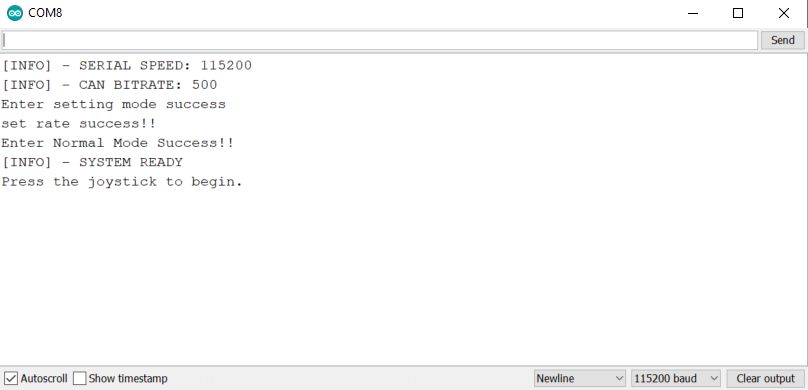 COM8
Send
[INFO] - SERIAL SPEED: 115200
[INFO] - CAN BITRATE: 500
Enter setting mode success
set rate success!!
Enter Normal Mode Success!!
[INFO] - SYSTEM READY
Press the joystick to begin.
Autoscroll Show timestamp Newline 115200 baud Clear output